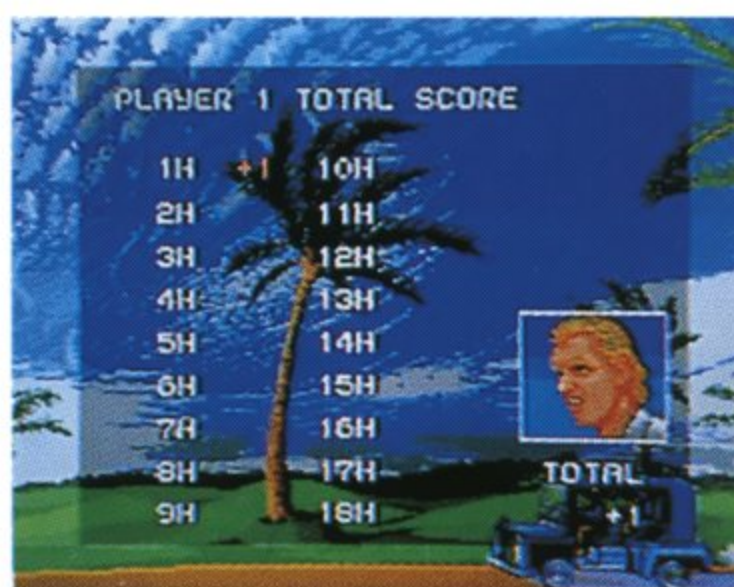 PLAYER 1 TOTAL SCORE
1H +1 10H
2H 11H
3H 12H
4H 13H
5H 14H
6H 15H
7H 16H
8H 17H
9H 18H
TOTAL
+1